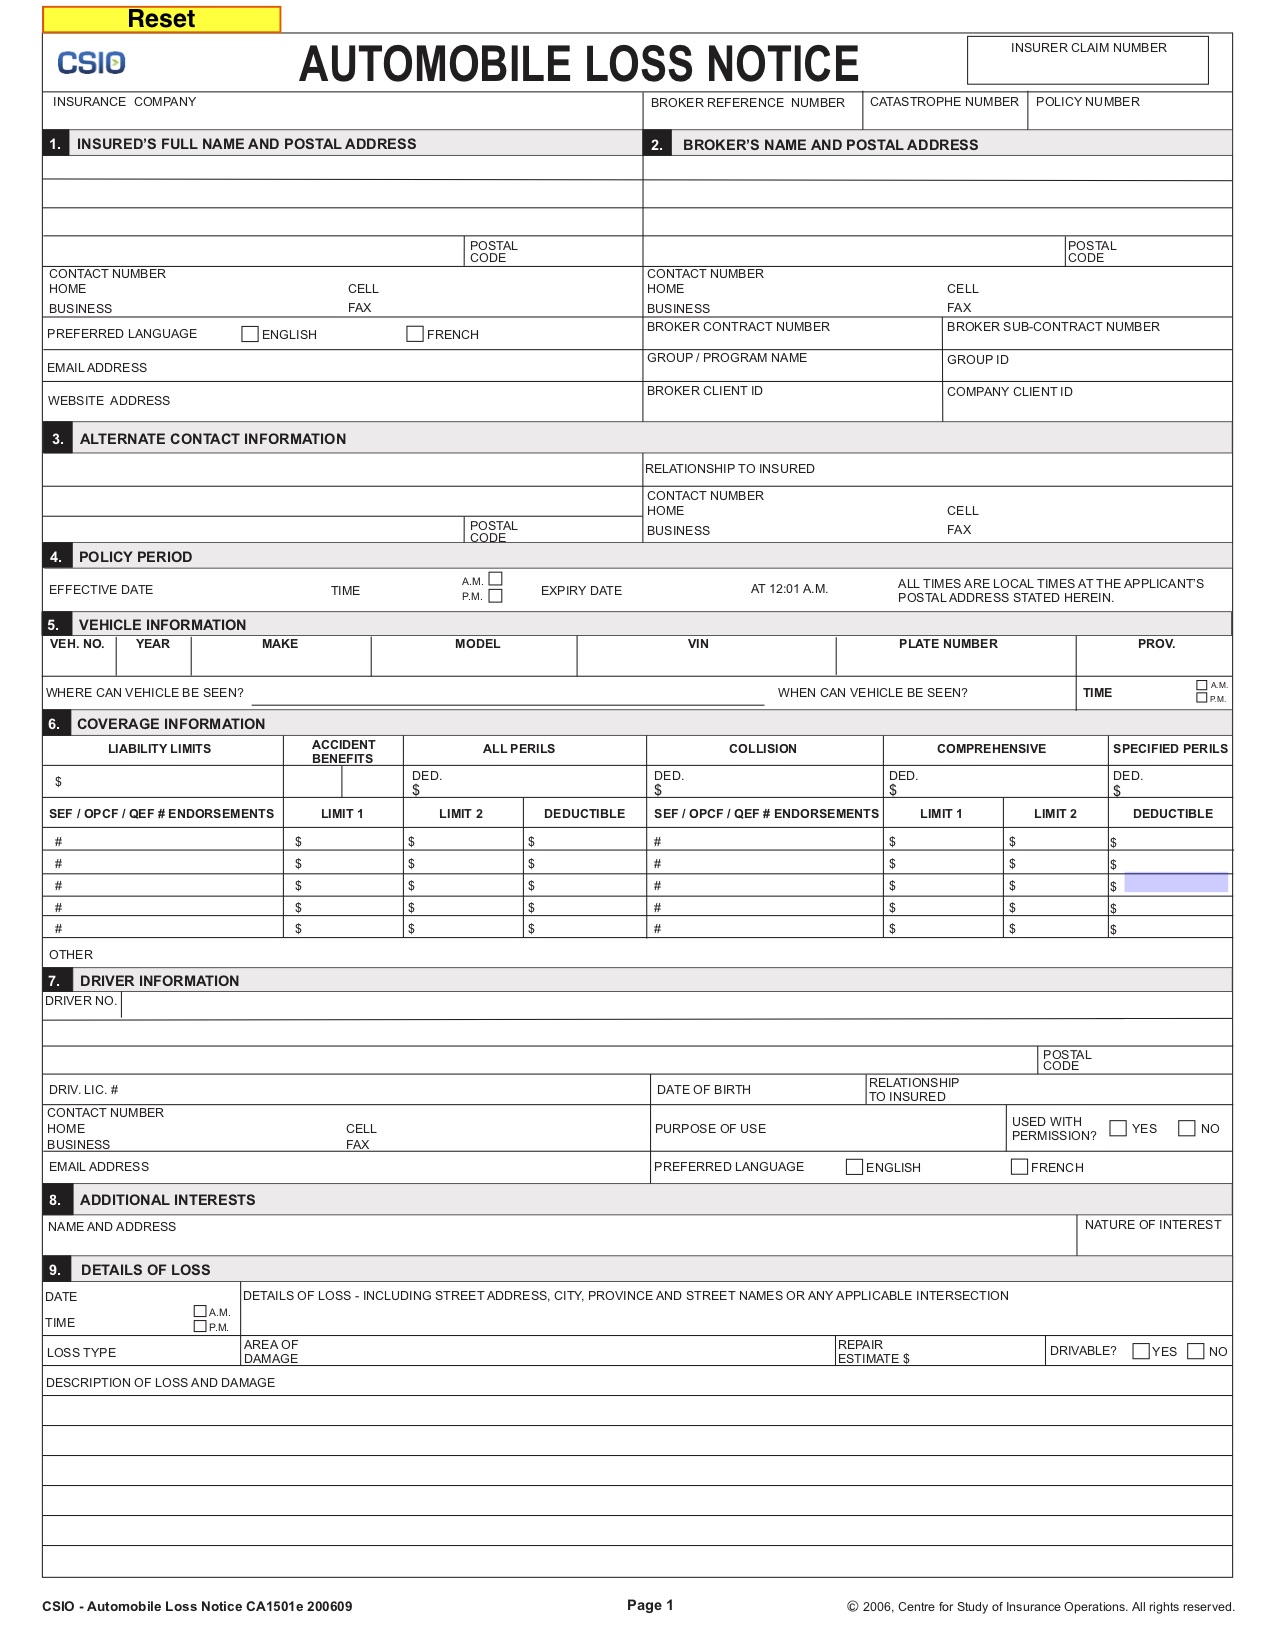 Reset
CSIO
AUTOMOBILE LOSS NOTICE
INSURER CLAIM NUMBER
INSURANCE COMPANY
BROKER REFERENCE NUMBER
CATASTROPHE NUMBER
POLICY NUMBER
1. INSURED'S FULL NAME AND POSTAL ADDRESS
2. BROKER'S NAME AND POSTAL ADDRESS
POSTAL
CODE
POSTAL
CODE
CONTACT NUMBER
HOME CELL
BUSINESS FAX
CONTACT NUMBER
HOME CELL
BUSINESS FAX
PREFERRED LANGUAGE ENGLISH FRENCH
BROKER CONTRACT NUMBER BROKER SUB-CONTRACT NUMBER
EMAIL ADDRESS
GROUP / PROGRAM NAME GROUP ID
WEBSITE ADDRESS
BROKER CLIENT ID COMPANY CLIENT ID
3. ALTERNATE CONTACT INFORMATION
RELATIONSHIP TO INSURED
CONTACT NUMBER
HOME CELL
BUSINESS FAX
POSTAL
CODE
4. POLICY PERIOD
EFFECTIVE DATE TIME
A.M.
P.M.
EXPIRY DATE AT 12:01 A.M.
ALL TIMES ARE LOCAL TIMES AT THE APPLICANT'S
POSTAL ADDRESS STATED HEREIN.
5. VEHICLE INFORMATION
VEH. NO. YEAR MAKE MODEL VIN PLATE NUMBER PROV.
WHERE CAN VEHICLE BE SEEN? WHEN CAN VEHICLE BE SEEN? TIME
A.M.
P.M.
6. COVERAGE INFORMATION
LIABILITY LIMITS
ACCIDENT
BENEFITS
ALL PERILS COLLISION COMPREHENSIVE SPECIFIED PERILS
$
DED.
$
DED.
$
DED.
$
DED.
$
SEF / OPCF / QEF # ENDORSEMENTS LIMIT 1 LIMIT 2 DEDUCTIBLE SEF / OPCF / QEF # ENDORSEMENTS LIMIT 1 LIMIT 2 DEDUCTIBLE
# $ $ $ # $ $ $
# $ $ $ # $ $ $
# $ $ $ # $ $ $
# $ $ $ # $ $ $
# $ $ $ # $ $ $
OTHER
7. DRIVER INFORMATION
DRIVER NO.
POSTAL
CODE
DRIV. LIC. # DATE OF BIRTH
RELATIONSHIP
TO INSURED
CONTACT NUMBER
HOME CELL
BUSINESS FAX
PURPOSE OF USE
USED WITH
PERMISSION?
YES NO
EMAIL ADDRESS PREFERRED LANGUAGE ENGLISH FRENCH
8. ADDITIONAL INTERESTS
NAME AND ADDRESS NATURE OF INTEREST
9. DETAILS OF LOSS
DATE
TIME
A.M.
P.M.
DETAILS OF LOSS - INCLUDING STREET ADDRESS, CITY, PROVINCE AND STREET NAMES OR ANY APPLICABLE INTERSECTION
LOSS TYPE
AREA OF
DAMAGE
REPAIR
ESTIMATE $
DRIVABLE? YES NO
DESCRIPTION OF LOSS AND DAMAGE
CSIO - Automobile Loss Notice CA1501e 200609
Page 1
© 2006, Centre for Study of Insurance Operations. All rights reserved.